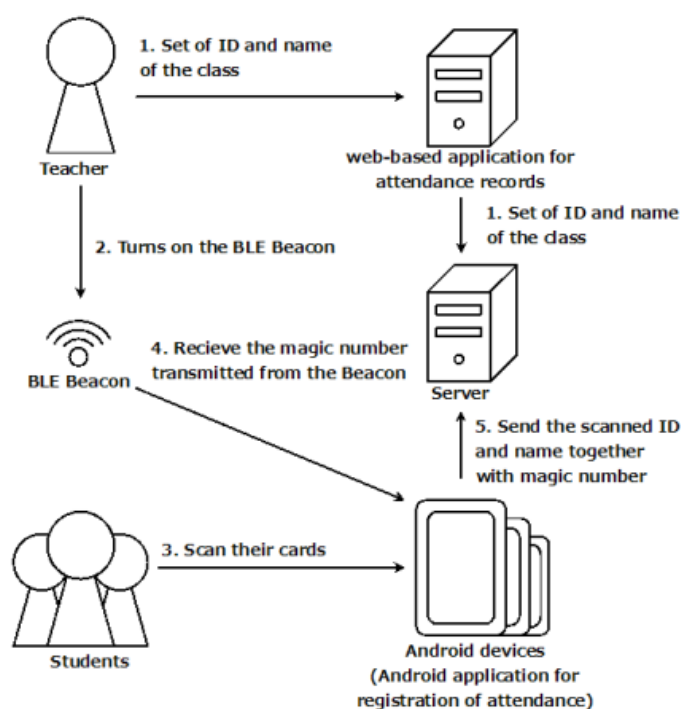 1. Set of ID and name
of the class
Teacher
web-based application for
attendance records
1. Set of ID and name
of the class
2. Turns on the BLE Beacon
4. Recieve the magic number
transmitted from the Beacon
BLE Beacon
Server
5. Send the scanned ID
and name together
with magic number
3. Scan their cards
Students
Android devices
(Android application for
registration of attendance)